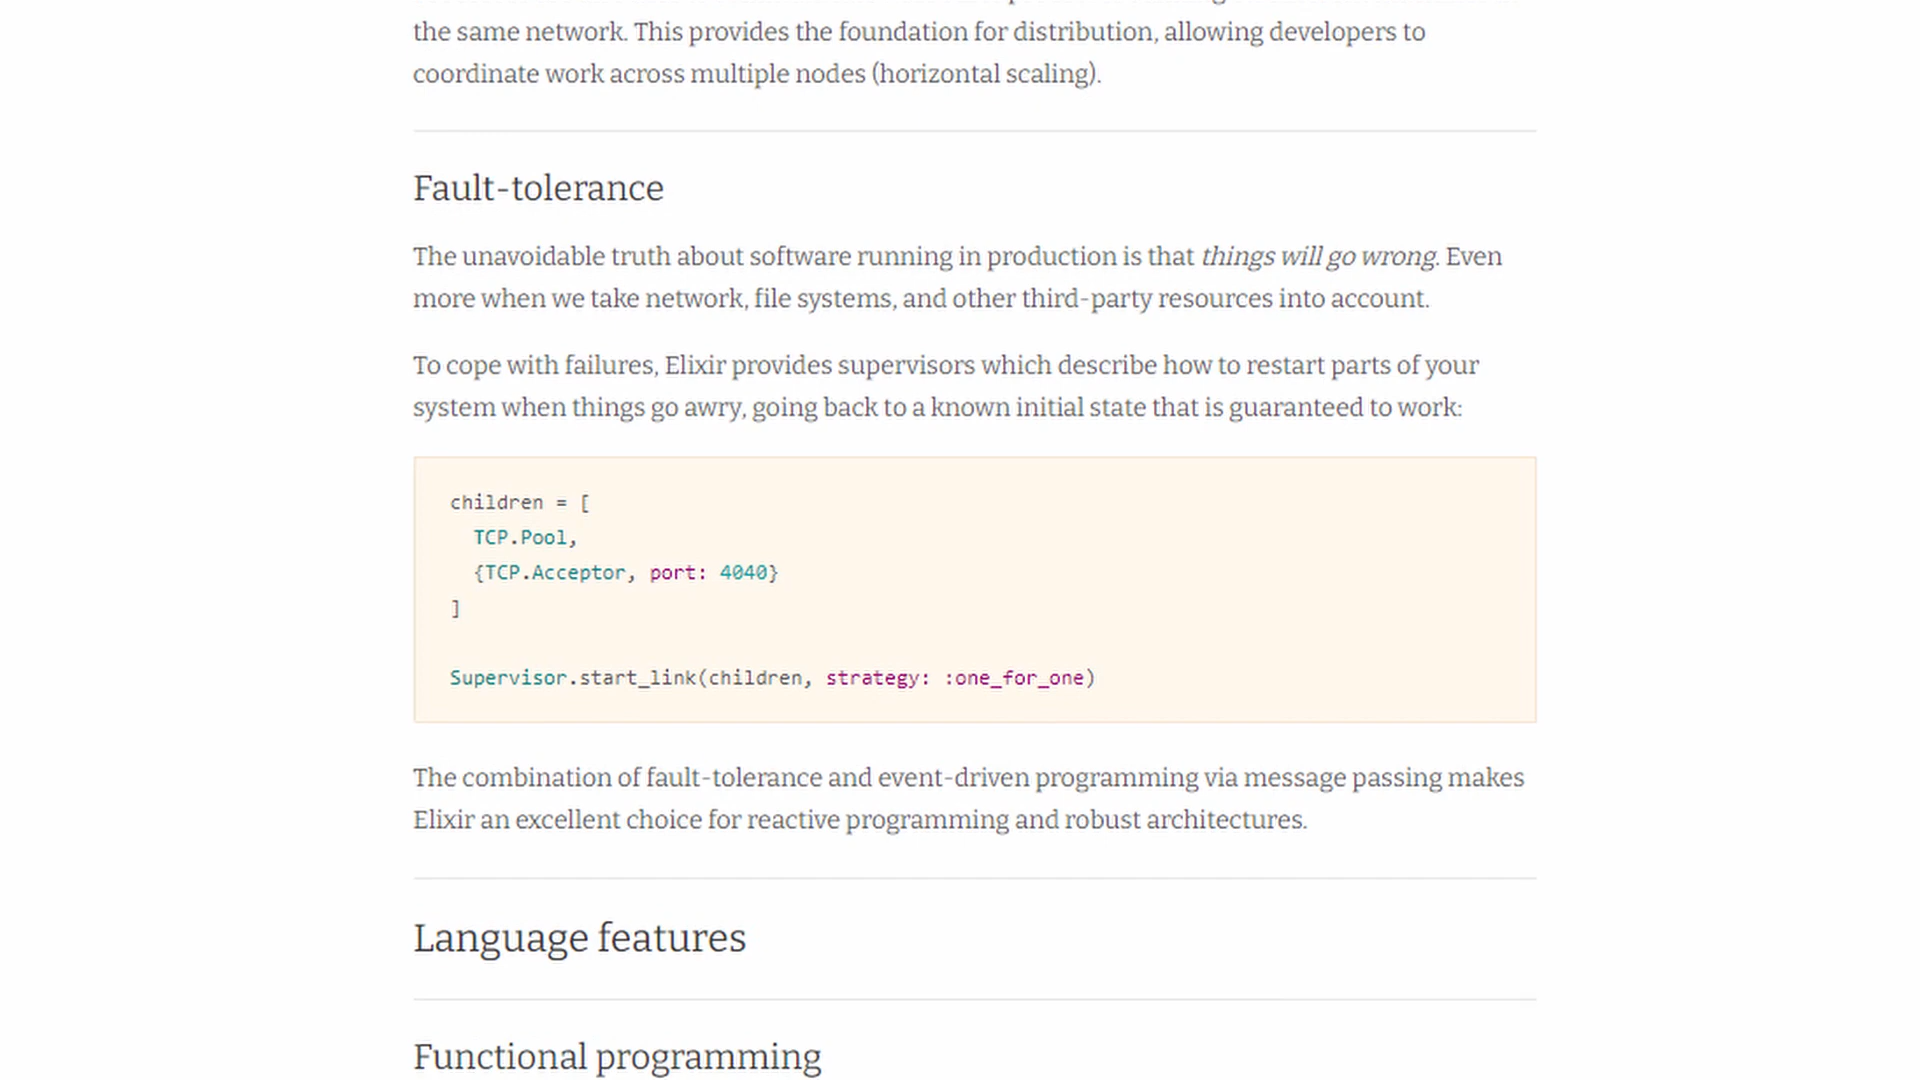 the same network. This provides the foundation for distribution, allowing developers to
coordinate work across multiple nodes (horizontal scaling).
Fault-tolerance
The unavoidable truth about software running in production is that things will go wrong. Even
more when we take network, file systems, and other third-party resources into account.
To cope with failures, Elixir provides supervisors which describe how to restart parts of your
system when things go awry, going back to a known initial state that is guaranteed to work:
children = [
  TCP.Pool,
  {TCP.Acceptor, port: 4040}
]
Supervisor.start_link(children, strategy: :one_for_one)
The combination of fault-tolerance and event-driven programming via message passing makes
Elixir an excellent choice for reactive programming and robust architectures.
Language features
Functional programming